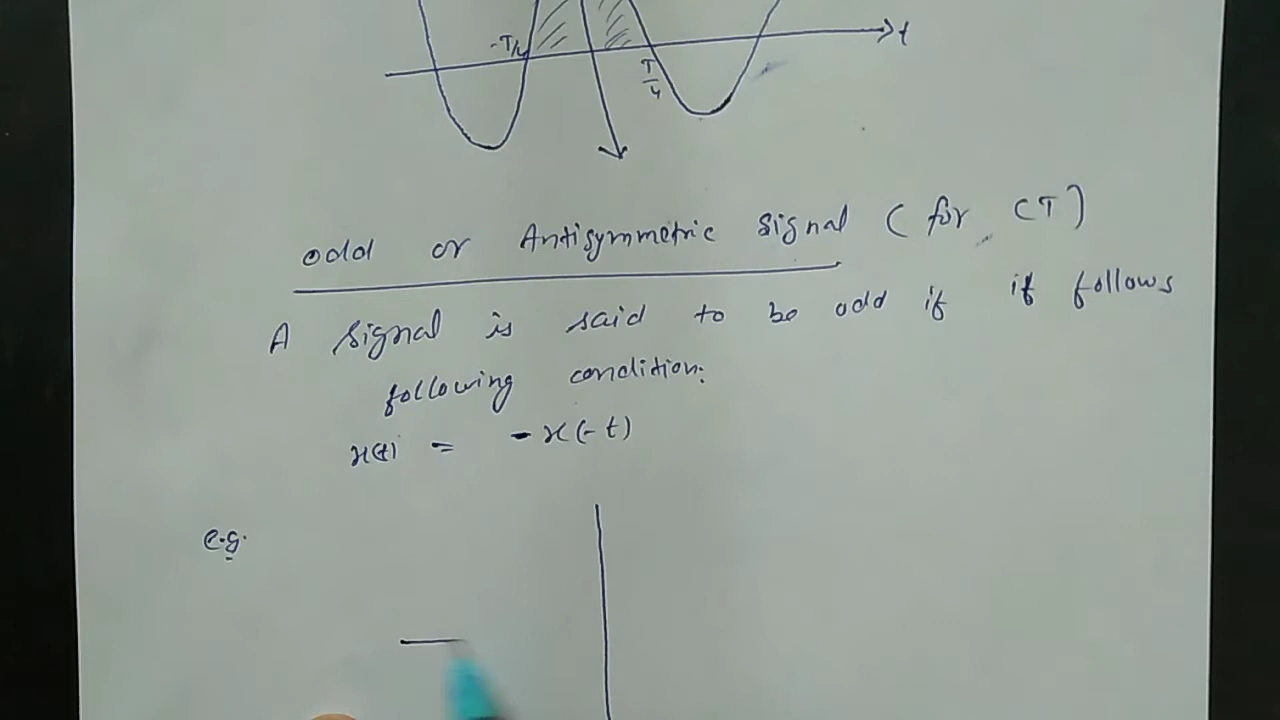 -T/4
t
T/4
odd or Antisymmetric signal (for CT)
A signal is said to be odd if it follows
following condition:
x(t) = -x(-t)
e.g.